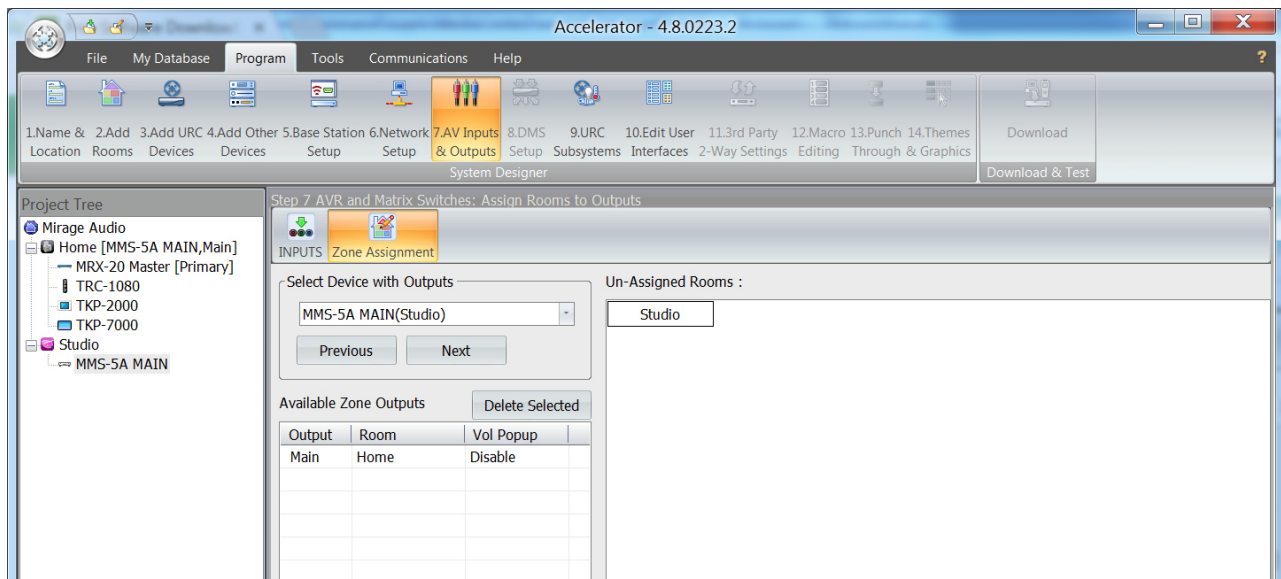 Accelerator - 4.8.0223.2
File My Database Program Tools Communications Help
?
1.Name & Location
2.Add Rooms
3.Add URC Devices
4.Add Other Devices
5.Base Station Setup
6.Network Setup
7.AV Inputs & Outputs
8.DMS Setup
9.URC Subsystems
10.Edit User Interfaces
11.3rd Party 2-Way Settings
12.Macro Editing
13.Punch Through
14.Themes & Graphics
Download
System Designer
Download & Test
Project Tree
Mirage Audio
Home [MMS-5A MAIN,Main]
MRX-20 Master [Primary]
TRC-1080
TKP-2000
TKP-7000
Studio
MMS-5A MAIN
Step 7 AVR and Matrix Switches: Assign Rooms to Outputs
INPUTS Zone Assignment
Select Device with Outputs
MMS-5A MAIN(Studio)
Previous Next
Available Zone Outputs Delete Selected
Output Room Vol Popup
Main Home Disable
Un-Assigned Rooms :
Studio